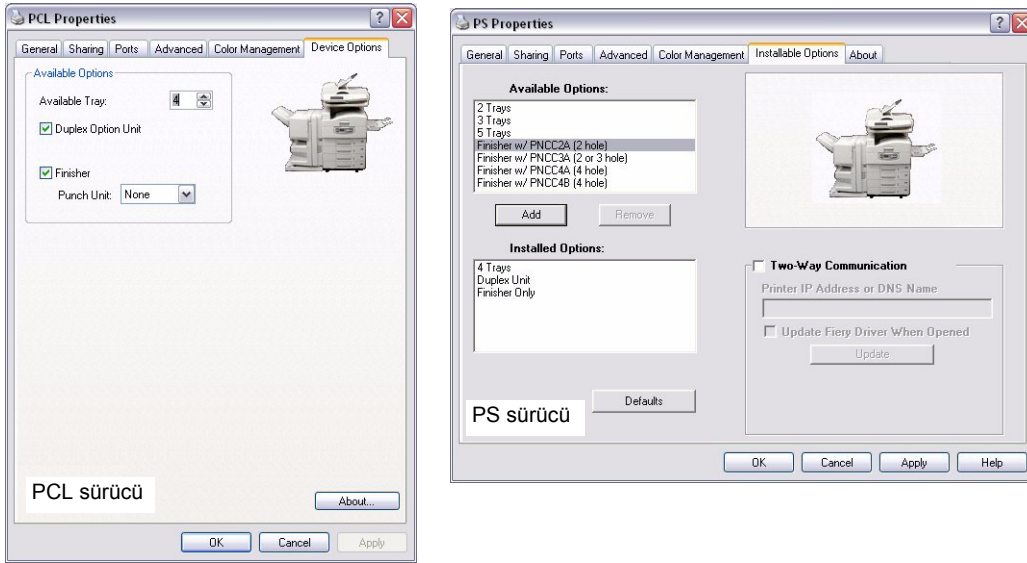 PCL Properties
General Sharing Ports Advanced Color Management Device Options
Available Options
Available Tray: 4
Duplex Option Unit
Finisher
Punch Unit: None
PCL sürücü
About...
OK Cancel Apply
PS Properties
General Sharing Ports Advanced Color Management Installable Options About
Available Options:
2 Trays
3 Trays
5 Trays
Finisher w/ PNCC2A (2 hole)
Finisher w/ PNCC3A (2 or 3 hole)
Finisher w/ PNCC4A (4 hole)
Finisher w/ PNCC4B (4 hole)
Add Remove
Installed Options:
4 Trays
Duplex Unit
Finisher Only
Two-Way Communication
Printer IP Address or DNS Name
Update Fiery Driver When Opened
Update
Defaults
PS sürücü
OK Cancel Apply Help